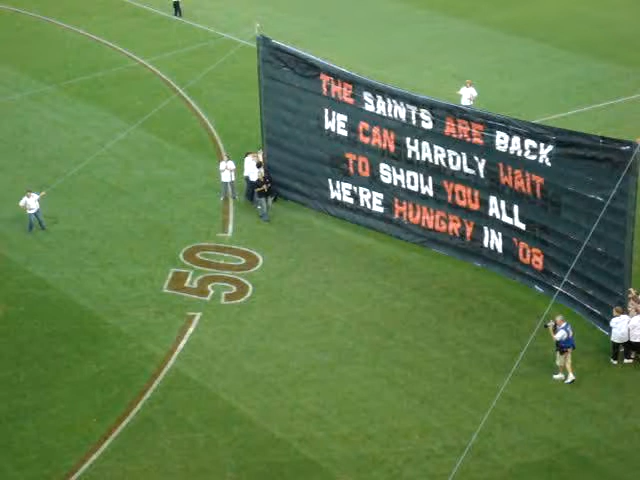 THE SAINTS ARE BACK
WE CAN HARDLY WAIT
TO SHOW YOU ALL
WE'RE HUNGRY IN '08
50